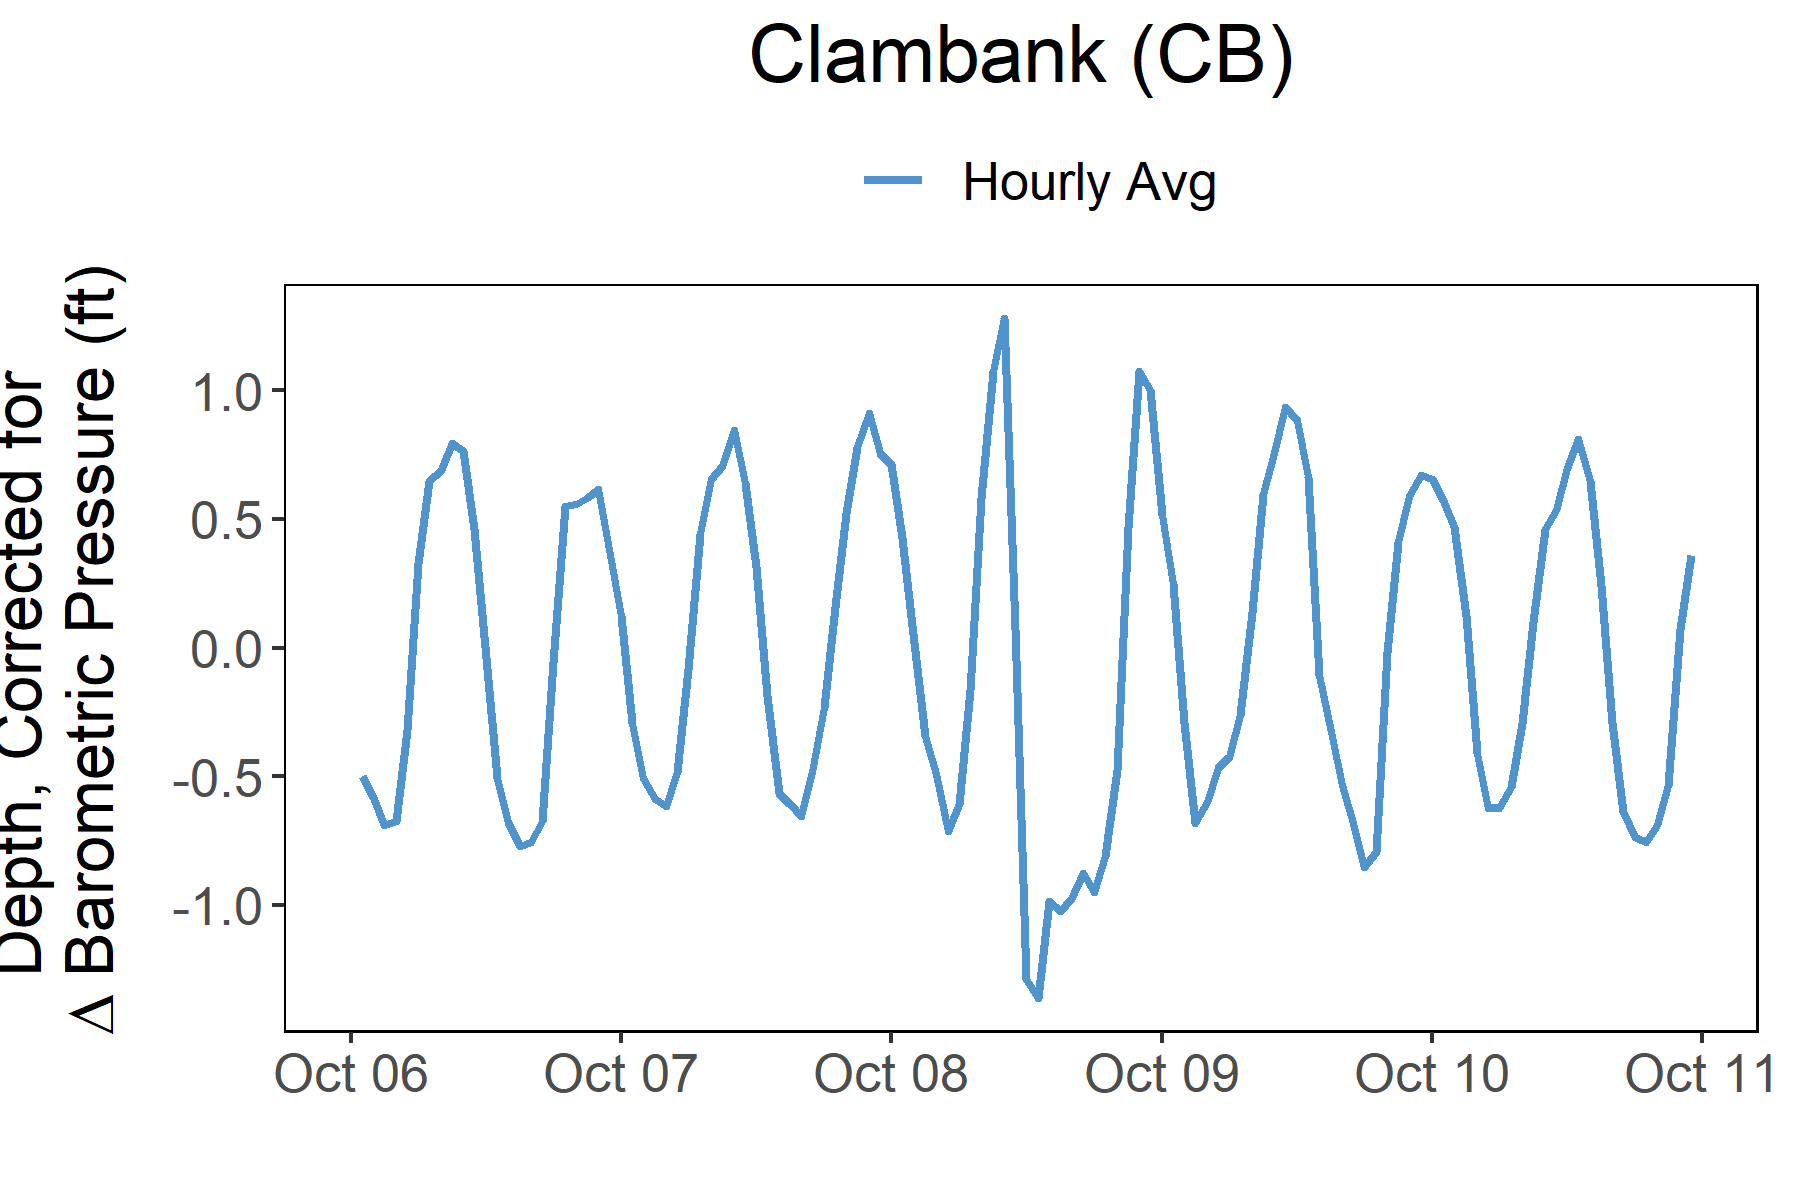 Clambank (CB)
Hourly Avg
Depth, Corrected for
Δ Barometric Pressure (ft)
1.0
0.5
0.0
-0.5
-1.0
Oct 06
Oct 07
Oct 08
Oct 09
Oct 10
Oct 11